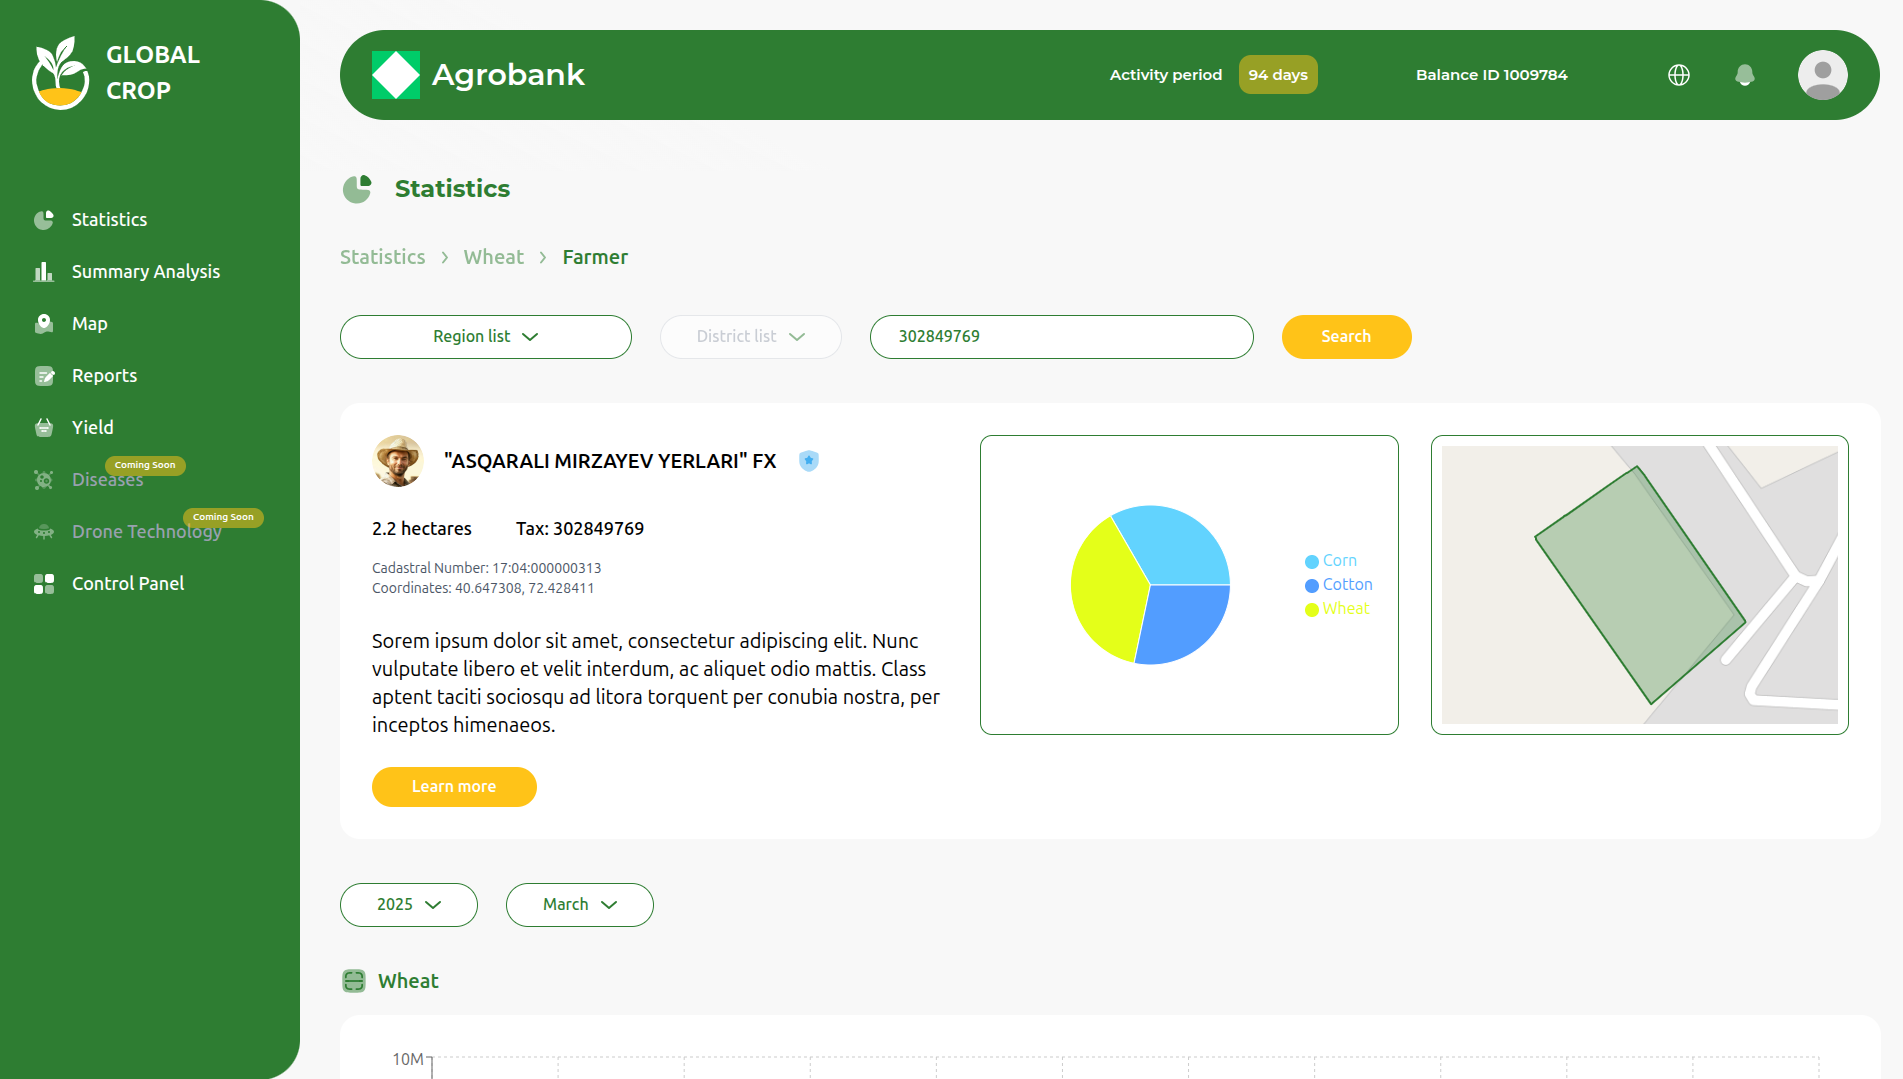 GLOBAL
CROP
Agrobank
Activity period
94 days
Balance ID 1009784
Statistics
Summary Analysis
Map
Reports
Yield
Coming Soon
Diseases
Coming Soon
Drone Technology
Control Panel
Statistics
Statistics > Wheat > Farmer
Region list
District list
302849769
Search
"ASQARALI MIRZAYEV YERLARI" FX
2.2 hectares
Tax: 302849769
Cadastral Number: 17:04:000000313
Coordinates: 40.647308, 72.428411
Sorem ipsum dolor sit amet, consectetur adipiscing elit. Nunc
vulputate libero et velit interdum, ac aliquet odio mattis. Class
aptent taciti sociosqu ad litora torquent per conubia nostra, per
inceptos himenaeos.
Learn more
Corn
Cotton
Wheat
2025
March
Wheat
10M